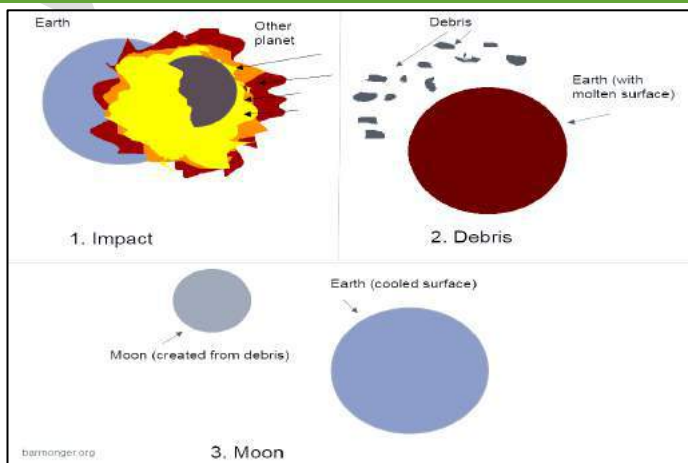 Earth
Other
planet
1. Impact
Debris
Earth (with
molten surface)
2. Debris
Earth (cooled surface)
Moon (created from debris)
3. Moon
barmonger.org